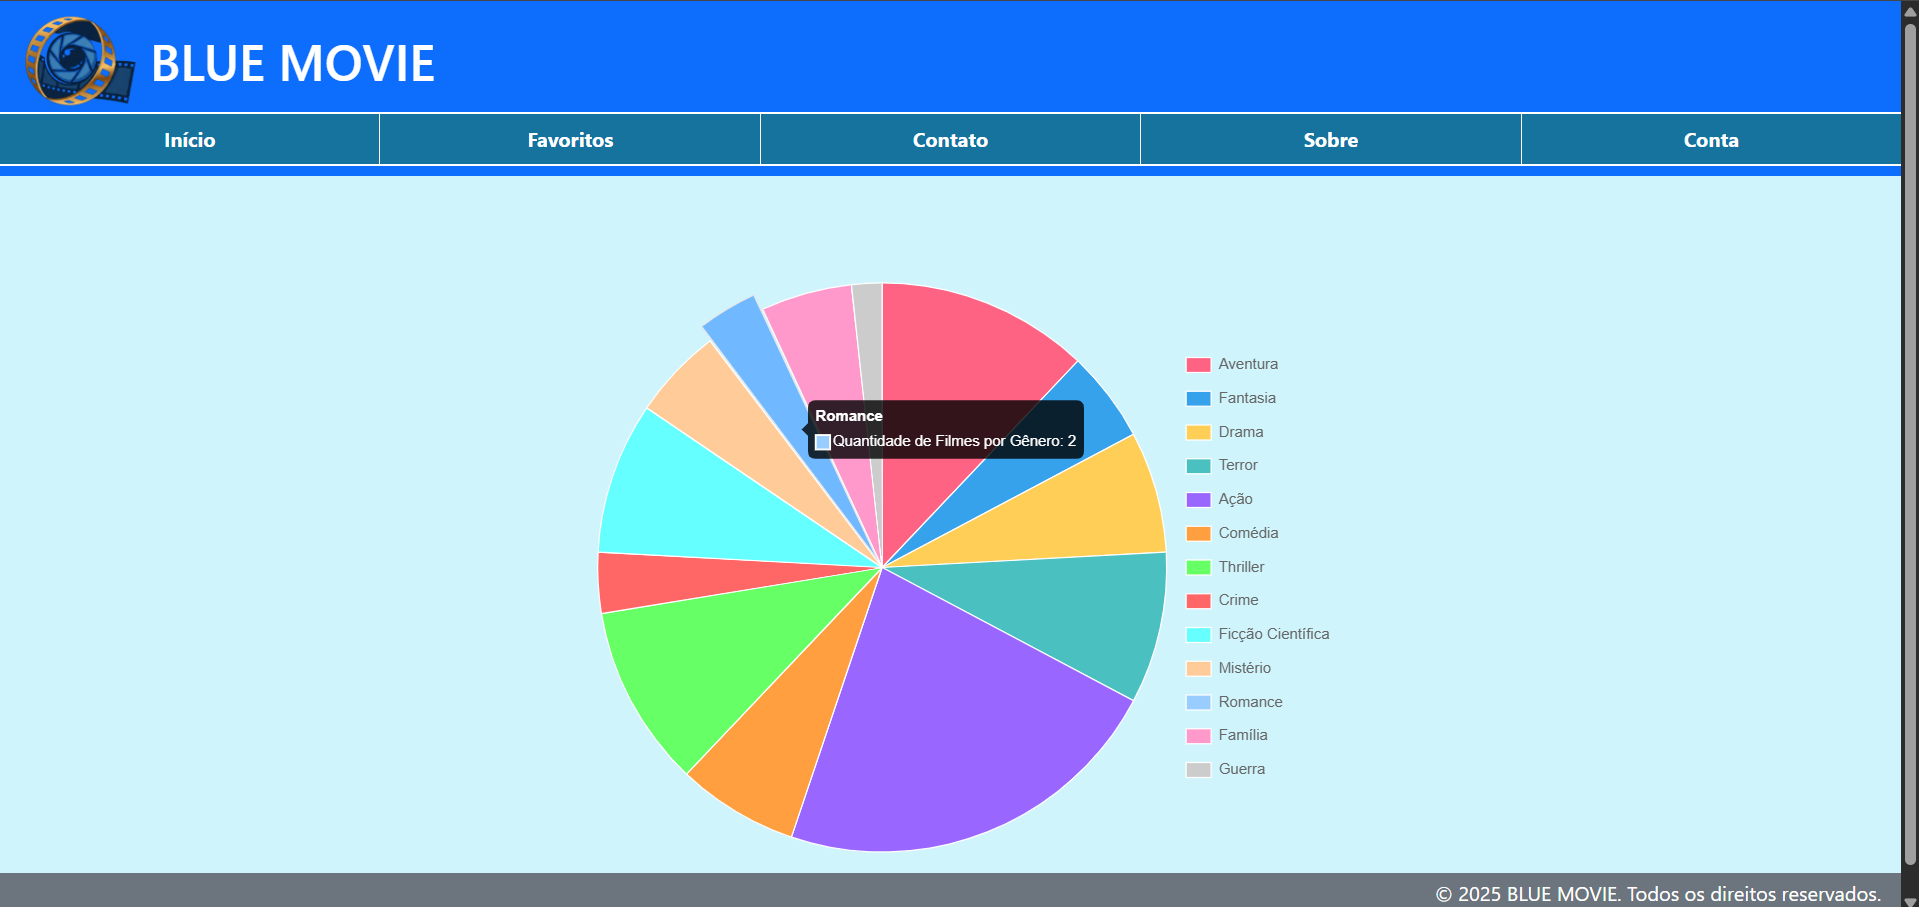 BLUE MOVIE
Início
Favoritos
Contato
Sobre
Conta
Romance
Quantidade de Filmes por Gênero: 2
Aventura
Fantasia
Drama
Terror
Ação
Comédia
Thriller
Crime
Ficção Científica
Mistério
Romance
Família
Guerra
© 2025 BLUE MOVIE. Todos os direitos reservados.